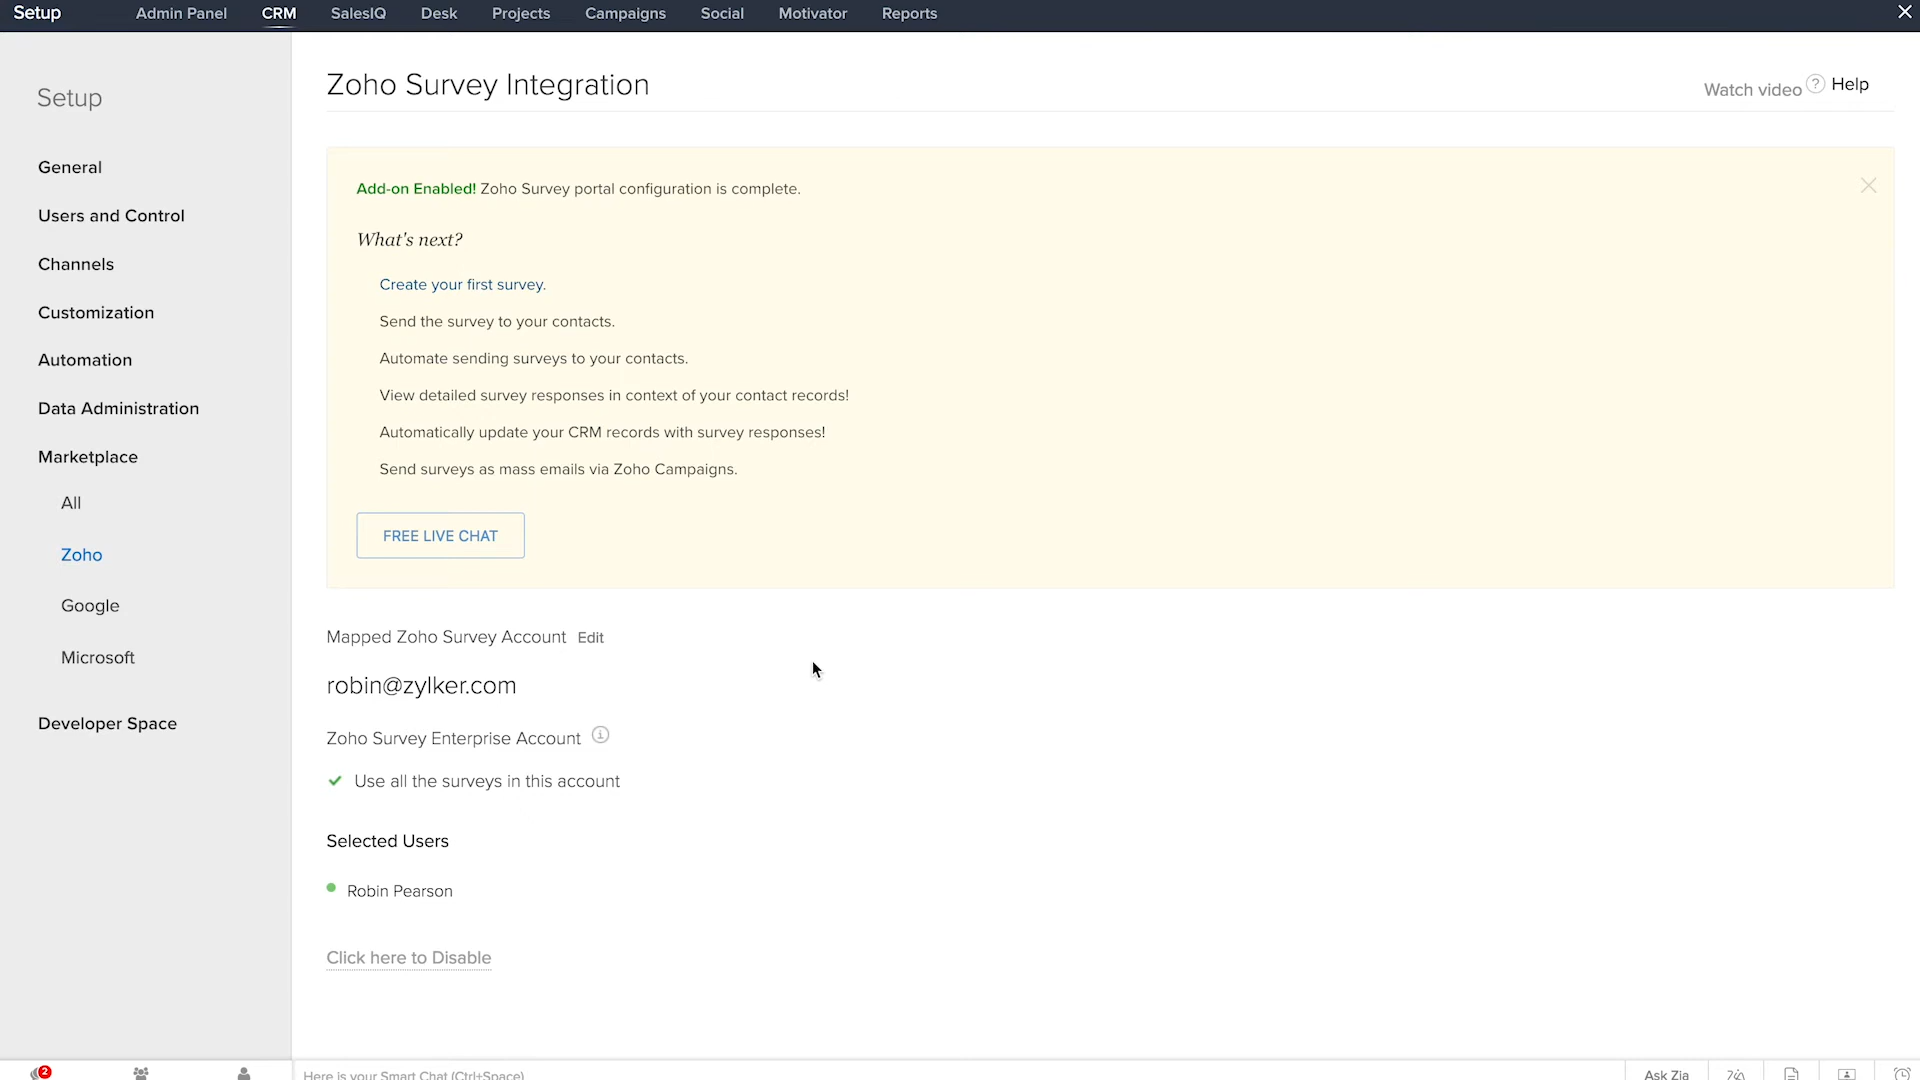 Setup Admin Panel CRM SalesIQ Desk Projects Campaigns Social Motivator Reports
Setup
General
Users and Control
Channels
Customization
Automation
Data Administration
Marketplace
All
Zoho
Google
Microsoft
Developer Space
Zoho Survey Integration
Watch video ? Help
Add-on Enabled! Zoho Survey portal configuration is complete.
What's next?
Create your first survey.
Send the survey to your contacts.
Automate sending surveys to your contacts.
View detailed survey responses in context of your contact records!
Automatically update your CRM records with survey responses!
Send surveys as mass emails via Zoho Campaigns.
FREE LIVE CHAT
Mapped Zoho Survey Account Edit
robin@zylker.com
Zoho Survey Enterprise Account
Use all the surveys in this account
Selected Users
Robin Pearson
Click here to Disable
2
Here is your Smart Chat (Ctrl+Space)
Ask Zia